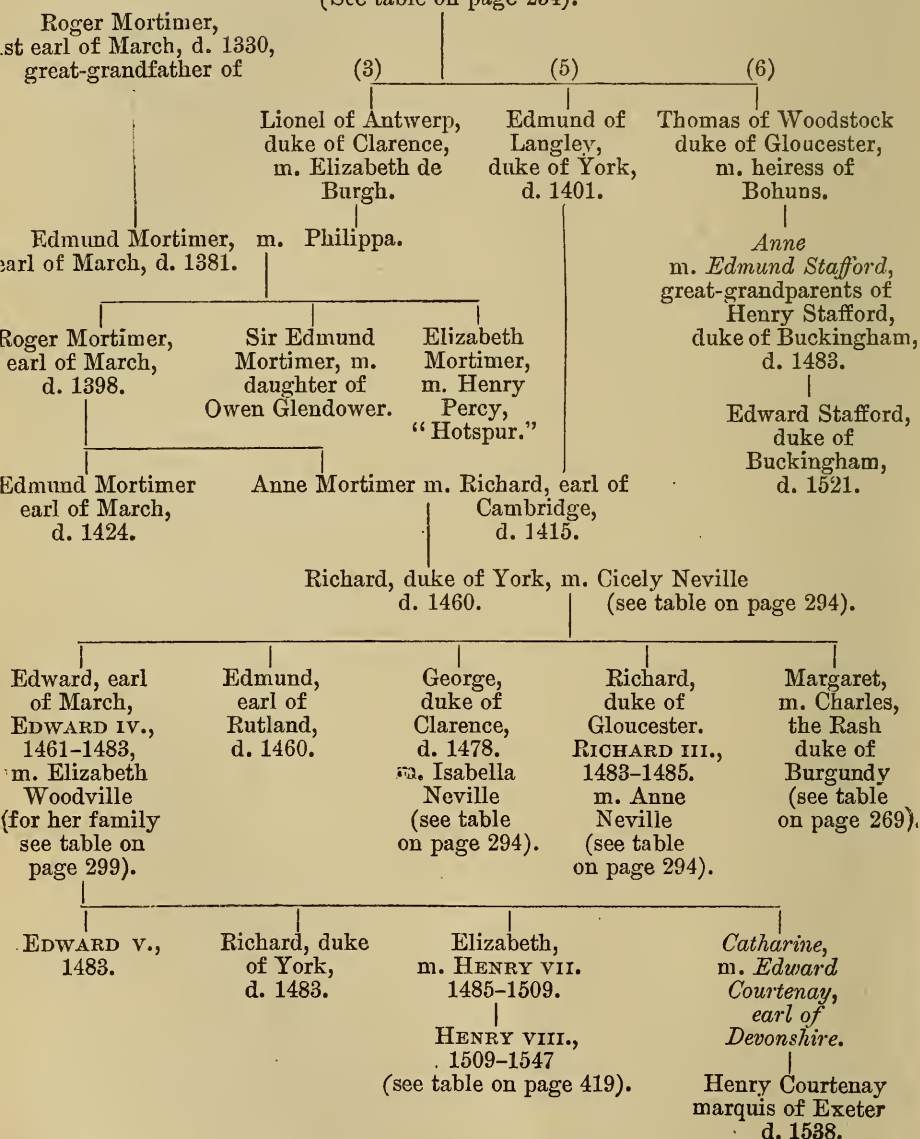 (See table on page
Roger Mortimer,
.st earl of March, d. 1330,
great-grandfather of
(3)
(5)
(6)
Lionel of Antwerp,
duke of Clarence,
m. Elizabeth de
Burgh.
Edmund of
Langley,
duke of York,
d. 1401.
Thomas of Woodstock
duke of Gloucester,
m. heiress of
Bohuns.
Edmund Mortimer, m. Philippa.
earl of March, d. 1381.
Anne
m. Edmund Stafford,
great-grandparents of
Henry Stafford,
duke of Buckingham,
d. 1483.
Roger Mortimer,
earl of March,
d. 1398.
Sir Edmund
Mortimer, m.
daughter of
Owen Glendower.
Elizabeth
Mortimer,
m. Henry
Percy,
“Hotspur.”
Edward Stafford,
duke of
Buckingham,
d. 1521.
Edmund Mortimer
earl of March,
d. 1424.
Anne Mortimer m. Richard, earl of
Cambridge,
d. 1415.
Richard, duke of York, m. Cicely Neville
d. 1460. (see table on page 294).
Edward, earl
of March,
EDWARD IV.,
1461–1483,
m. Elizabeth
Woodville
(for her family
see table on
page 299).
Edmund,
earl of
Rutland,
d. 1460.
George,
duke of
Clarence,
d. 1478.
m. Isabella
Neville
(see table
on page 294).
Richard,
duke of
Gloucester.
RICHARD III.,
1483–1485.
m. Anne
Neville
(see table
on page 294).
Margaret,
m. Charles,
the Rash
duke of
Burgundy
(see table
on page 269).
EDWARD V.,
1483.
Richard, duke
of York,
d. 1483.
Elizabeth,
m. HENRY VII.
1485–1509.
HENRY VIII.,
1509–1547
(see table on page 419).
Catharine,
m. Edward
Courtenay,
earl of
Devonshire.
Henry Courtenay
marquis of Exeter
d. 1538.